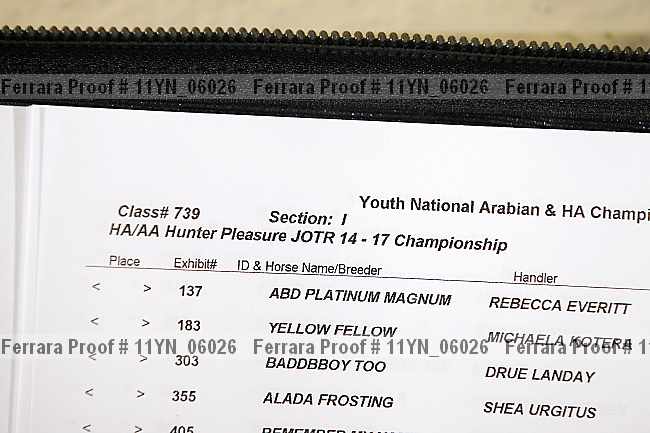 Ferrara Proof # 11YN_06026 Ferrara Proof # 11YN_06026 Ferrara Proof # 1
Youth National Arabian & HA Champi
Class# 739 Section: I
HA/AA Hunter Pleasure JOTR 14 - 17 Championship
Place Exhibit# ID & Horse Name/Breeder Handler
< > 137 ABD PLATINUM MAGNUM REBECCA EVERITT
< > 183 YELLOW FELLOW MICHAELA KOTERA
Ferrara Proof # 11YN_06026 Ferrara Proof # 11YN_06026 Ferrara Proof # 1
< > 303 BADDBBOY TOO DRUE LANDAY
< > 355 ALADA FROSTING SHEA URGITUS
< > 405